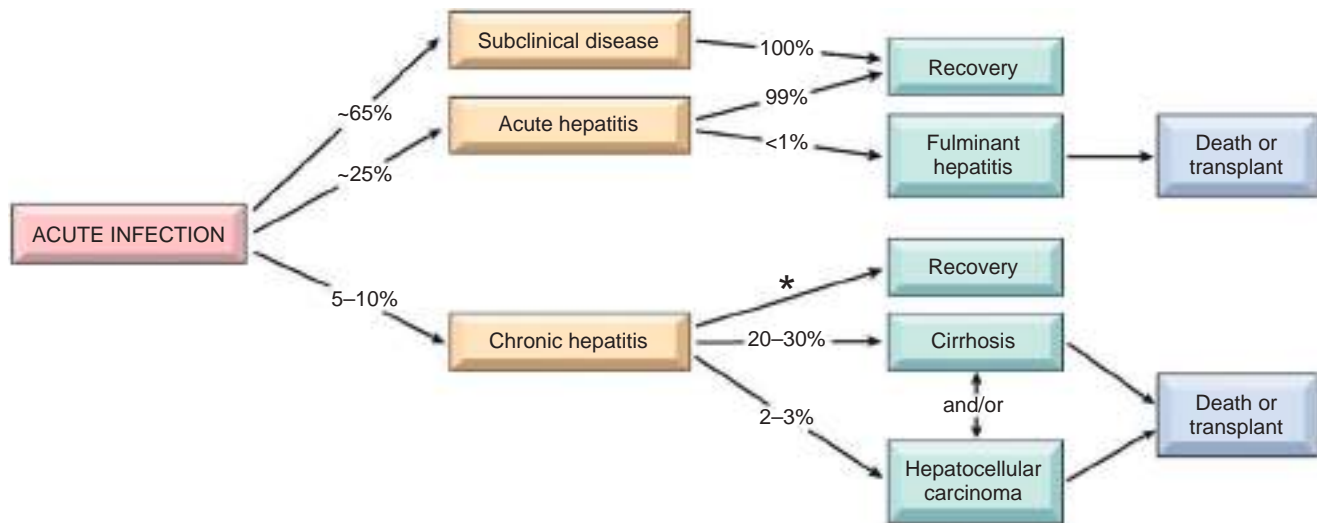 Subclinical disease
100%
Recovery
~65%
99%
Acute hepatitis
<1%
Fulminant
hepatitis
Death or
transplant
~25%
ACUTE INFECTION
5–10%
*
Recovery
Chronic hepatitis
20–30%
Cirrhosis
2–3%
and/or
Death or
transplant
Hepatocellular
carcinoma